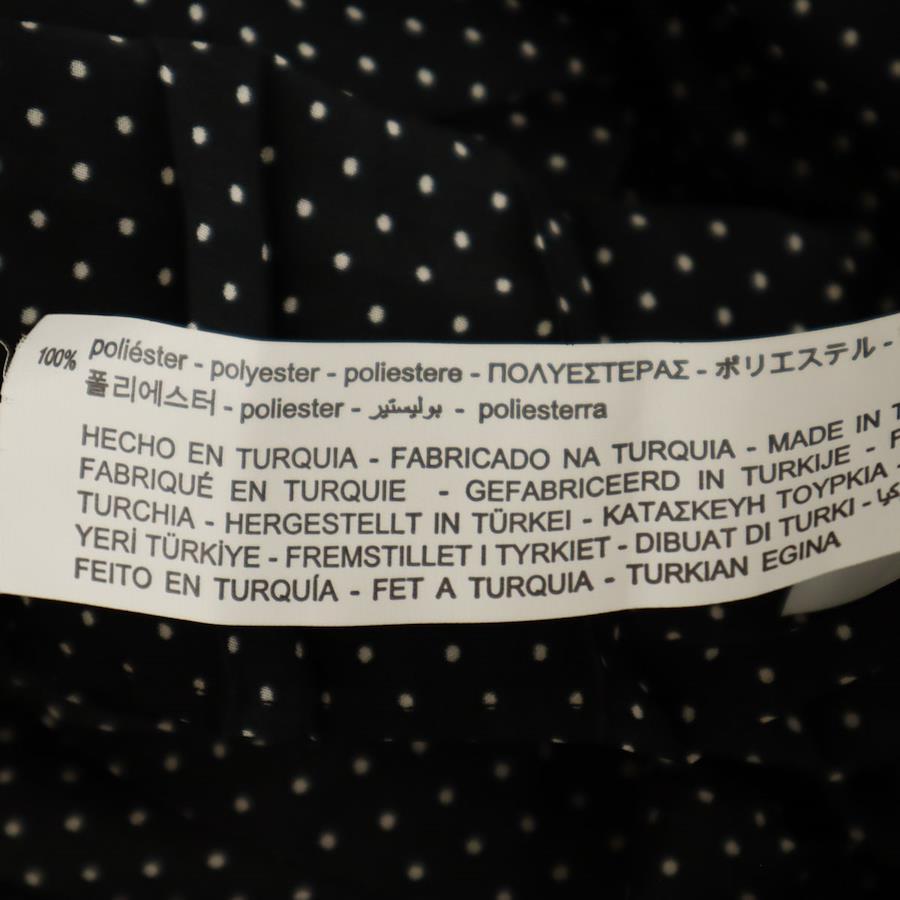 100% poliéster - polyester - poliestere - ΠΟΛΥΕΣΤΕΡΑΣ - ポリエステル -
폴리에스터 - poliester - بوليستير - poliesterra
HECHO EN TURQUIA - FABRICADO NA TURQUIA - MADE IN
FABRIQUÉ EN TURQUIE - GEFABRICEERD IN TURKIJE -
TURCHIA - HERGESTELLT IN TÜRKEI - ΚΑΤΑΣΚΕΥΗ ΤΟΥΡΚΙΑ -
YERİ TÜRKİYE - FREMSTILLET I TYRKIET - DIBUAT DI TURKI -
FEITO EN TURQUÍA - FET A TURQUIA - TURKIAN EGINA